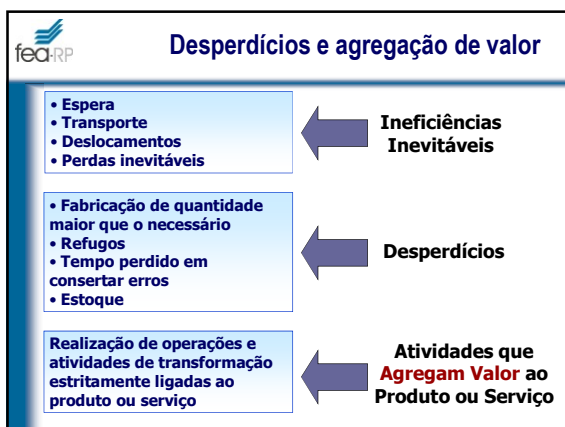 fea-RP
Desperdícios e agregação de valor
• Espera
• Transporte
• Deslocamentos
• Perdas inevitáveis
Ineficiências
Inevitáveis
• Fabricação de quantidade
maior que o necessário
• Refugos
• Tempo perdido em
consertar erros
• Estoque
Desperdícios
Realização de operações e
atividades de transformação
estritamente ligadas ao
produto ou serviço
Atividades que
Agregam Valor ao
Produto ou Serviço